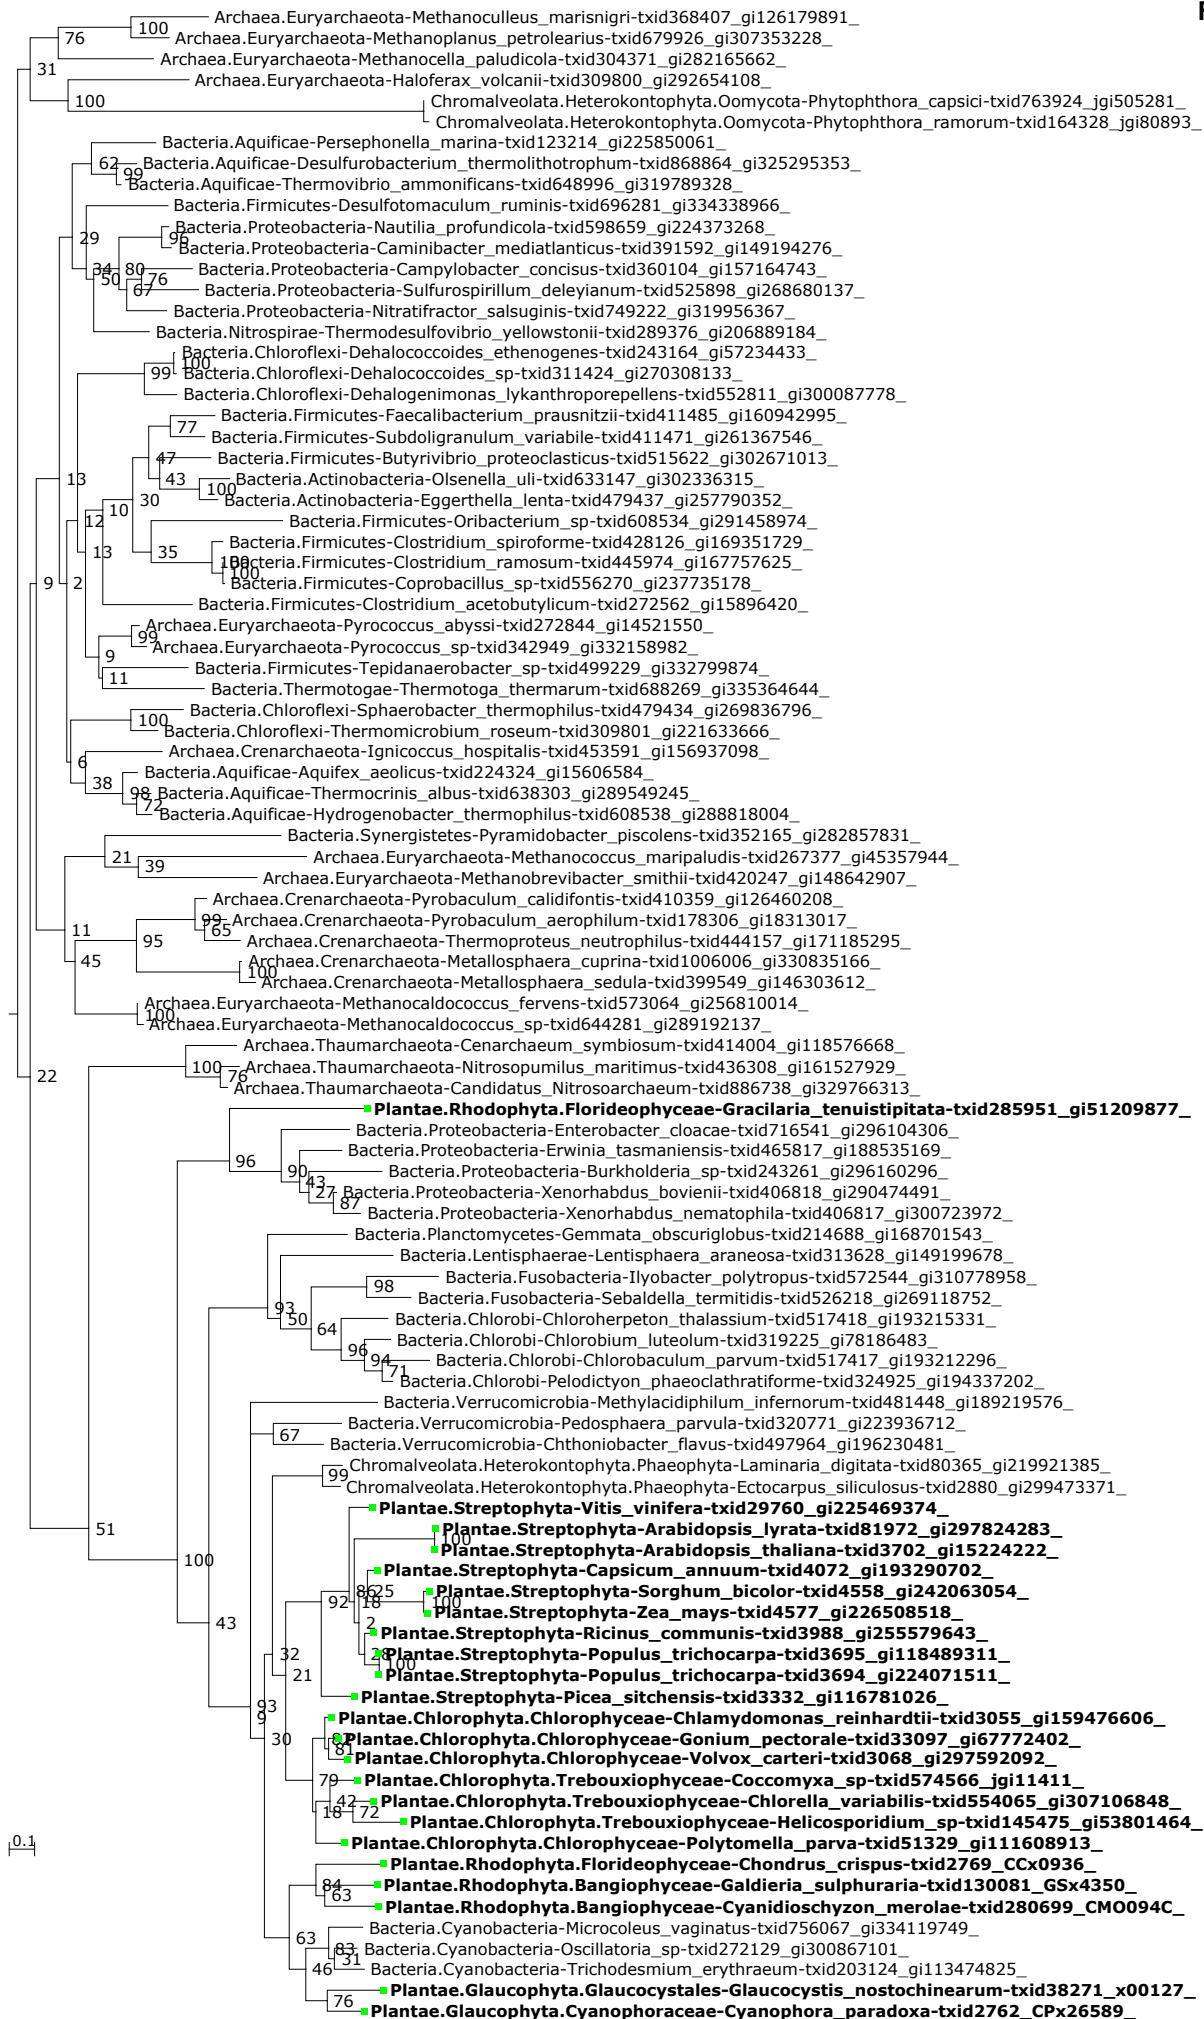 F
Archaea.Euryarchaeota-Methanoculleus_marisnigri-txid368407_gi126179891_
100
76
Archaea.Euryarchaeota-Methanoplanus_petrolearius-txid679926_gi307353228_
Archaea.Euryarchaeota-Methanocella_paludicola-txid304371_gi282165662_
31
Archaea.Euryarchaeota-Haloferax_volcanii-txid309800_gi292654108_
100
Chromalveolata.Heterokontophyta.Oomycota-Phytophthora_capsici-txid763924_jgi505281_
Chromalveolata.Heterokontophyta.Oomycota-Phytophthora_ramorum-txid164328_jgi80893_
Bacteria.Aquificae-Persephonella_marina-txid123214_gi225850061_
62
Bacteria.Aquificae-Desulfurobacterium_thermolithotrophum-txid868864_gi325295353_
99
Bacteria.Aquificae-Thermovibrio_ammonificans-txid648996_gi319789328_
Bacteria.Firmicutes-Desulfotomaculum_ruminis-txid696281_gi334338966_
Bacteria.Proteobacteria-Nautilia_profundicola-txid598659_gi224373268_
29
96
Bacteria.Proteobacteria-Caminibacter_mediatlanticus-txid391592_gi149194276_
34
80
Bacteria.Proteobacteria-Campylobacter_concisus-txid360104_gi157164743_
50
76
67
Bacteria.Proteobacteria-Sulfurospirillum_deleyianum-txid525898_gi268680137_
Bacteria.Proteobacteria-Nitratifractor_salsuginis-txid749222_gi319956367_
Bacteria.Nitrospirae-Thermodesulfovibrio_yellowstonii-txid289376_gi206889184_
Bacteria.Chloroflexi-Dehalococcoides_ethenogenes-txid243164_gi57234433_
100
99
Bacteria.Chloroflexi-Dehalococcoides_sp-txid311424_gi270308133_
Bacteria.Chloroflexi-Dehalogenimonas_lykanthroporepellens-txid552811_gi300087778_
Bacteria.Firmicutes-Faecalibacterium_prausnitzii-txid411485_gi160942995_
77
Bacteria.Firmicutes-Subdoligranulum_variabile-txid411471_gi261367546_
47
Bacteria.Firmicutes-Butyrivibrio_proteoclasticus-txid515622_gi302671013_
13
43
Bacteria.Actinobacteria-Olsenella_uli-txid633147_gi302336315_
100
30
Bacteria.Actinobacteria-Eggerthella_lenta-txid479437_gi257790352_
10
12
Bacteria.Firmicutes-Oribacterium_sp-txid608534_gi291458974_
Bacteria.Firmicutes-Clostridium_spiroforme-txid428126_gi169351729_
13
35
100
Bacteria.Firmicutes-Clostridium_ramosum-txid445974_gi167757625_
100
9
2
Bacteria.Firmicutes-Coprobacillus_sp-txid556270_gi237735178_
Bacteria.Firmicutes-Clostridium_acetobutylicum-txid272562_gi15896420_
Archaea.Euryarchaeota-Pyrococcus_abyssi-txid272844_gi14521550_
99
Archaea.Euryarchaeota-Pyrococcus_sp-txid342949_gi332158982_
9
Bacteria.Firmicutes-Tepidanaerobacter_sp-txid499229_gi332799874_
11
Bacteria.Thermotogae-Thermotoga_thermarum-txid688269_gi335364644_
Bacteria.Chloroflexi-Sphaerobacter_thermophilus-txid479434_gi269836796_
100
Bacteria.Chloroflexi-Thermomicrobium_roseum-txid309801_gi221633666_
Archaea.Crenarchaeota-Ignicoccus_hospitalis-txid453591_gi156937098_
6
Bacteria.Aquificae-Aquifex_aeolicus-txid224324_gi15606584_
38
98
Bacteria.Aquificae-Thermocrinis_albus-txid638303_gi289549245_
72
Bacteria.Aquificae-Hydrogenobacter_thermophilus-txid608538_gi288818004_
Bacteria.Synergistetes-Pyramidobacter_piscolens-txid352165_gi282857831_
21
Archaea.Euryarchaeota-Methanococcus_maripaludis-txid267377_gi45357944_
39
Archaea.Euryarchaeota-Methanobrevibacter_smithii-txid420247_gi148642907_
Archaea.Crenarchaeota-Pyrobaculum_calidifontis-txid410359_gi126460208_
99
Archaea.Crenarchaeota-Pyrobaculum_aerophilum-txid178306_gi18313017_
11
65
95
Archaea.Crenarchaeota-Thermoproteus_neutrophilus-txid444157_gi171185295_
45
Archaea.Crenarchaeota-Metallosphaera_cuprina-txid1006006_gi330835166_
100
Archaea.Crenarchaeota-Metallosphaera_sedula-txid399549_gi146303612_
Archaea.Euryarchaeota-Methanocaldococcus_fervens-txid573064_gi256810014_
100
Archaea.Euryarchaeota-Methanocaldococcus_sp-txid644281_gi289192137_
Archaea.Thaumarchaeota-Cenarchaeum_symbiosum-txid414004_gi118576668_
100
Archaea.Thaumarchaeota-Nitrosopumilus_maritimus-txid436308_gi161527929_
22
76
Archaea.Thaumarchaeota-Candidatus_Nitrosoarchaeum-txid886738_gi329766313_
Plantae.Rhodophyta.Florideophyceae-Gracilaria_tenuistipitata-txid285951_gi51209877_
Bacteria.Proteobacteria-Enterobacter_cloacae-txid716541_gi296104306_
Bacteria.Proteobacteria-Erwinia_tasmaniensis-txid465817_gi188535169_
96
90
Bacteria.Proteobacteria-Burkholderia_sp-txid243261_gi296160296_
43
27
Bacteria.Proteobacteria-Xenorhabdus_bovienii-txid406818_gi290474491_
87
Bacteria.Proteobacteria-Xenorhabdus_nematophila-txid406817_gi300723972_
Bacteria.Planctomycetes-Gemmata_obscuriglobus-txid214688_gi168701543_
Bacteria.Lentisphaerae-Lentisphaera_araneosa-txid313628_gi149199678_
Bacteria.Fusobacteria-Ilyobacter_polytropus-txid572544_gi310778958_
98
Bacteria.Fusobacteria-Sebaldella_termitidis-txid526218_gi269118752_
93
50
Bacteria.Chlorobi-Chloroherpeton_thalassium-txid517418_gi193215331_
64
Bacteria.Chlorobi-Chlorobium_luteolum-txid319225_gi78186483_
96
94
Bacteria.Chlorobi-Chlorobaculum_parvum-txid517417_gi193212296_
71
Bacteria.Chlorobi-Pelodictyon_phaeoclathratiforme-txid324925_gi194337202_
Bacteria.Verrucomicrobia-Methylacidiphilum_infernorum-txid481448_gi189219576_
Bacteria.Verrucomicrobia-Pedosphaera_parvula-txid320771_gi223936712_
67
Bacteria.Verrucomicrobia-Chthoniobacter_flavus-txid497964_gi196230481_
Chromalveolata.Heterokontophyta.Phaeophyta-Laminaria_digitata-txid80365_gi219921385_
99
Chromalveolata.Heterokontophyta.Phaeophyta-Ectocarpus_siliculosus-txid2880_gi299473371_
Plantae.Streptophyta-Vitis_vinifera-txid29760_gi225469374_
51
Plantae.Streptophyta-Arabidopsis_lyrata-txid81972_gi297824283_
100
Plantae.Streptophyta-Arabidopsis_thaliana-txid3702_gi15224222_
100
Plantae.Streptophyta-Capsicum_annuum-txid4072_gi193290702_
86
25
Plantae.Streptophyta-Sorghum_bicolor-txid4558_gi242063054_
92
18
100
Plantae.Streptophyta-Zea_mays-txid4577_gi226508518_
43
2
Plantae.Streptophyta-Ricinus_communis-txid3988_gi255579643_
32
28
Plantae.Streptophyta-Populus_trichocarpa-txid3695_gi118489311_
100
21
Plantae.Streptophyta-Populus_trichocarpa-txid3694_gi224071511_
Plantae.Streptophyta-Picea_sitchensis-txid3332_gi116781026_
93
9
Plantae.Chlorophyta.Chlorophyceae-Chlamydomonas_reinhardtii-txid3055_gi159476606_
30
Plantae.Chlorophyta.Chlorophyceae-Gonium_pectorale-txid33097_gi67772402_
81
Plantae.Chlorophyta.Chlorophyceae-Volvox_carteri-txid3068_gi297592092_
79
Plantae.Chlorophyta.Trebouxiophyceae-Coccomyxa_sp-txid574566_jgi11411_
42
Plantae.Chlorophyta.Trebouxiophyceae-Chlorella_variabilis-txid554065_gi307106848_
18
72
Plantae.Chlorophyta.Trebouxiophyceae-Helicosporidium_sp-txid145475_gi53801464_
0.1
Plantae.Chlorophyta.Chlorophyceae-Polytomella_parva-txid51329_gi111608913_
Plantae.Rhodophyta.Florideophyceae-Chondrus_crispus-txid2769_CCx0936_
84
Plantae.Rhodophyta.Bangiophyceae-Galdieria_sulphuraria-txid130081_GSx4350_
63
Plantae.Rhodophyta.Bangiophyceae-Cyanidioschyzon_merolae-txid280699_CMO094C_
Bacteria.Cyanobacteria-Microcoleus_vaginatus-txid756067_gi334119749_
63
83
Bacteria.Cyanobacteria-Oscillatoria_sp-txid272129_gi300867101_
31
46
Bacteria.Cyanobacteria-Trichodesmium_erythraeum-txid203124_gi113474825_
Plantae.Glaucophyta.Glaucocystales-Glaucocystis_nostochinearum-txid38271_x00127_
76
Plantae.Glaucophyta.Cyanophoraceae-Cyanophora_paradoxa-txid2762_CPx26589_